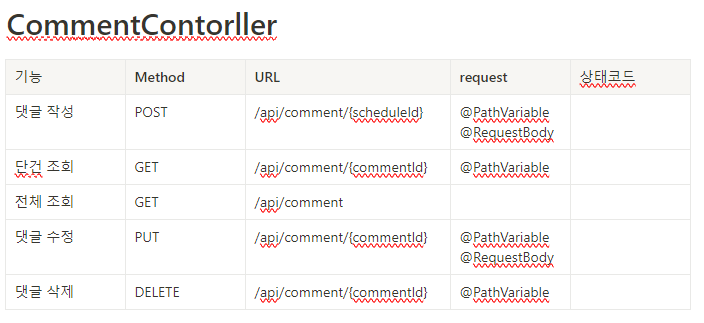 CommentContorller
기능 Method URL request 상태코드
댓글 작성 POST /api/comment/{scheduleId} @PathVariable
@RequestBody
단겂 조회 GET /api/comment/{commentId} @PathVariable
전체 조회 GET /api/comment
댓글 수정 PUT /api/comment/{commentId} @PathVariable
@RequestBody
댓글 삭제 DELETE /api/comment/{commentId} @PathVariable